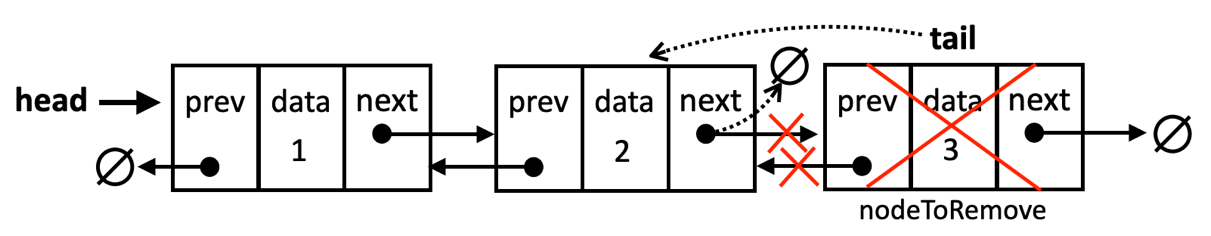 tail
head
prev data next
1
prev data next
2
prev data next
3
nodeToRemove